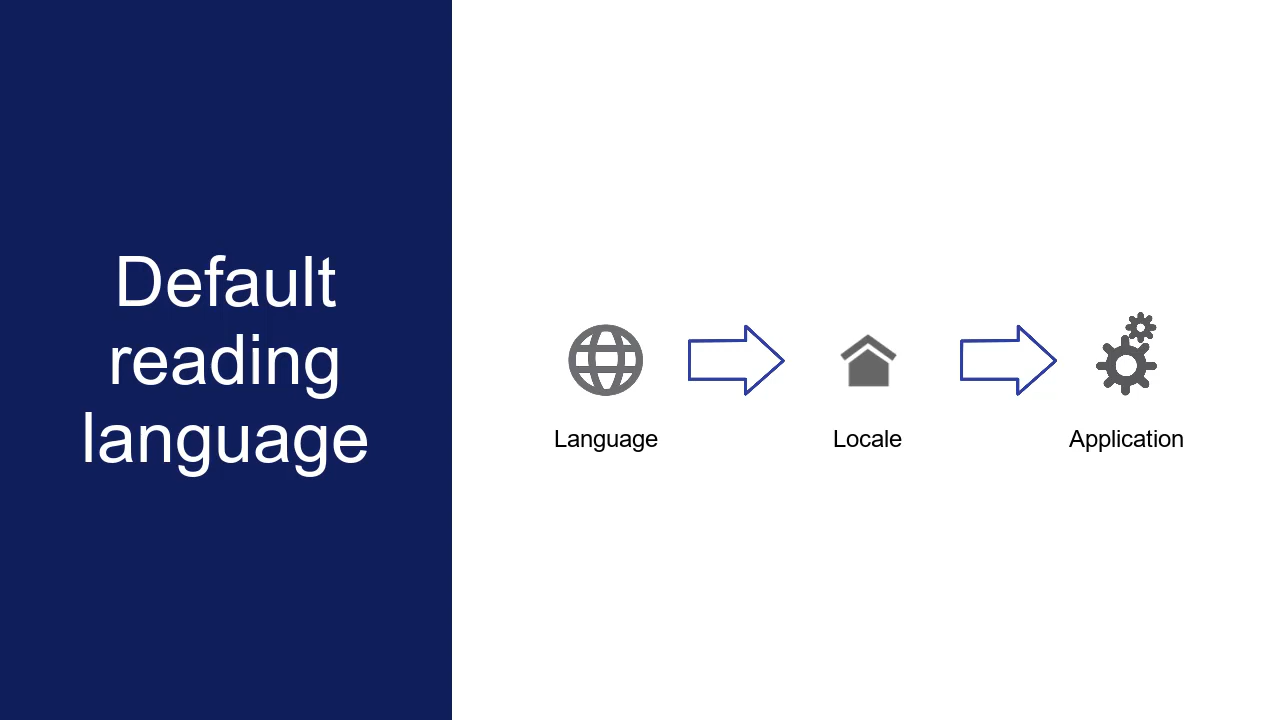 Default
reading
language
Language
Locale
Application